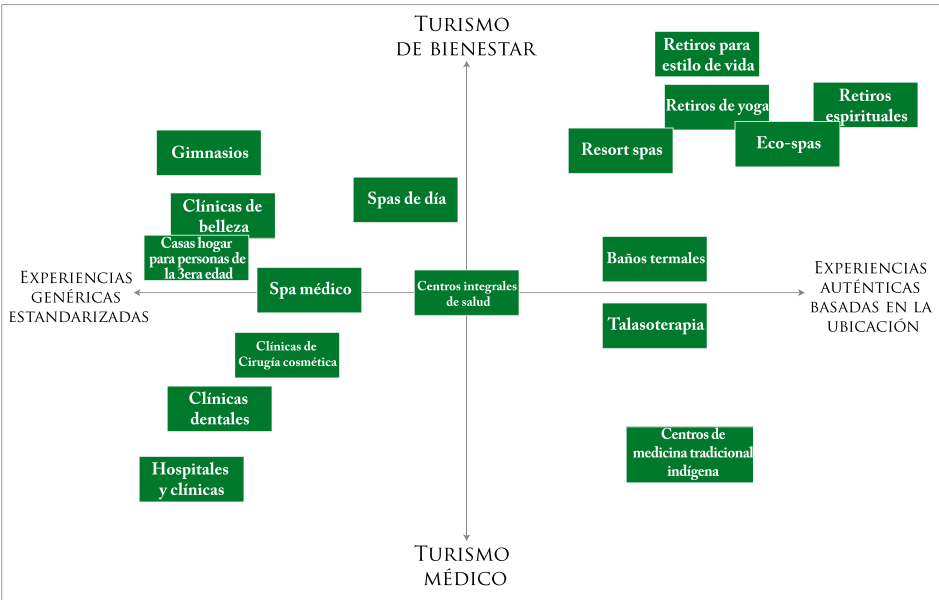 TURISMO
DE BIENESTAR
Retiros para
estilo de vida
Retiros de yoga
Retiros
espirituales
Resort spas
Eco-spas
Gimnasios
Spas de día
Clínicas de
belleza
Casas hogar
para personas de
la 3era edad
Baños termales
EXPERIENCIAS
GENÉRICAS
ESTANDARIZADAS
Spa médico
Centros integrales
de salud
EXPERIENCIAS
AUTÉNTICAS
BASADAS EN LA
UBICACIÓN
Talasoterapia
Clínicas de
Cirugía cosmética
Clínicas
dentales
Centros de
medicina tradicional
indígena
Hospitales
y clínicas
TURISMO
MÉDICO